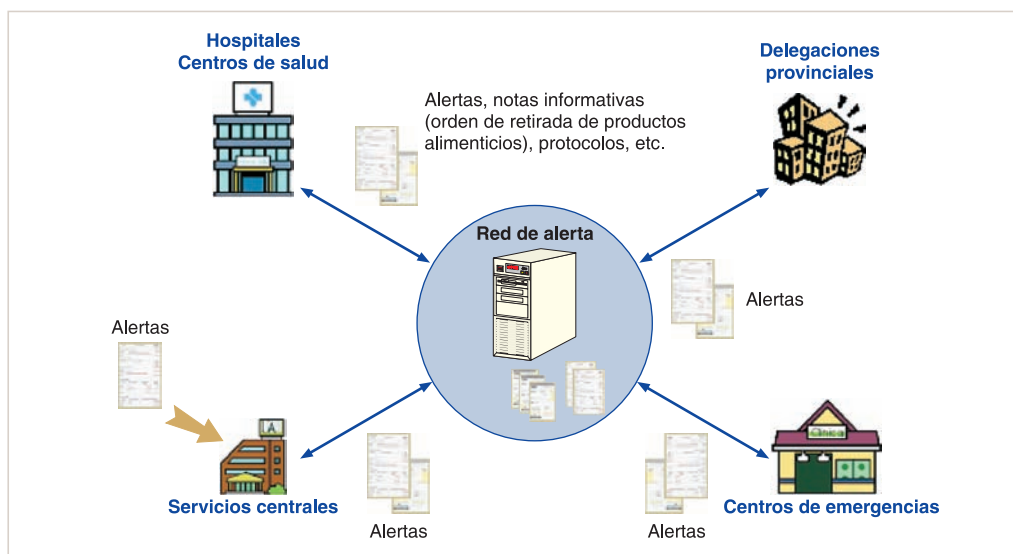 Hospitales
Centros de salud
Delegaciones
provinciales
Alertas, notas informativas
(orden de retirada de productos
alimenticios), protocolos, etc.
Red de alerta
Alertas
Alertas
A
Clínica
Servicios centrales
Centros de emergencias
Alertas
Alertas